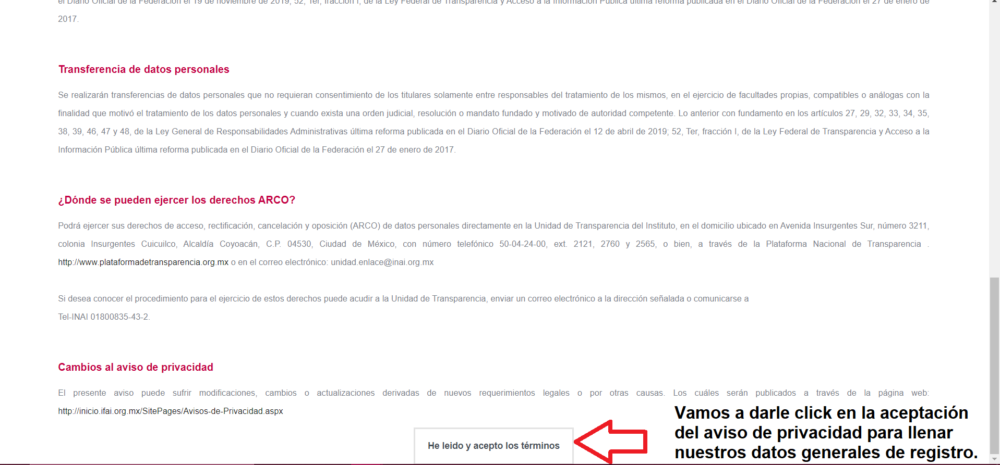 el Diario Oficial de la Federación el 19 de noviembre de 2019; 52, Ter, fracción I, de la Ley Federal de Transparencia y Acceso a la Información Pública última reforma publicada en el Diario Oficial de la Federación el 27 de enero de
2017.
Transferencia de datos personales
Se realizarán transferencias de datos personales que no requieran consentimiento de los titulares solamente entre responsables del tratamiento de los mismos, en el ejercicio de facultades propias, compatibles o análogas con la
finalidad que motivó el tratamiento de los datos personales y cuando exista una orden judicial, resolución o mandato fundado y motivado de autoridad competente. Lo anterior con fundamento en los artículos 27, 29, 32, 33, 34, 35,
38, 39, 46, 47 y 48, de la Ley General de Responsabilidades Administrativas última reforma publicada en el Diario Oficial de la Federación el 12 de abril de 2019; 52, Ter, fracción I, de la Ley Federal de Transparencia y Acceso a la
Información Pública última reforma publicada en el Diario Oficial de la Federación el 27 de enero de 2017.
¿Dónde se pueden ejercer los derechos ARCO?
Podrá ejercer sus derechos de acceso, rectificación, cancelación y oposición (ARCO) de datos personales directamente en la Unidad de Transparencia del Instituto, en el domicilio ubicado en Avenida Insurgentes Sur, número 3211,
colonia Insurgentes Cuicuilco, Alcaldía Coyoacán, C.P. 04530, Ciudad de México, con número telefónico 50-04-24-00, ext. 2121, 2760 y 2565, o bien, a través de la Plataforma Nacional de Transparencia .
http://www.plataformadetransparencia.org.mx o en el correo electrónico: unidad.enlace@inai.org.mx
Si desea conocer el procedimiento para el ejercicio de estos derechos puede acudir a la Unidad de Transparencia, enviar un correo electrónico a la dirección señalada o comunicarse a
Tel-INAI 01800835-43-2.
Cambios al aviso de privacidad
El presente aviso puede sufrir modificaciones, cambios o actualizaciones derivadas de nuevos requerimientos legales o por otras causas. Los cuáles serán publicados a través de la página web:
http://inicio.ifai.org.mx/SitePages/Avisos-de-Privacidad.aspx
He leido y acepto los términos
Vamos a darle click en la aceptación
del aviso de privacidad para llenar
nuestros datos generales de registro.